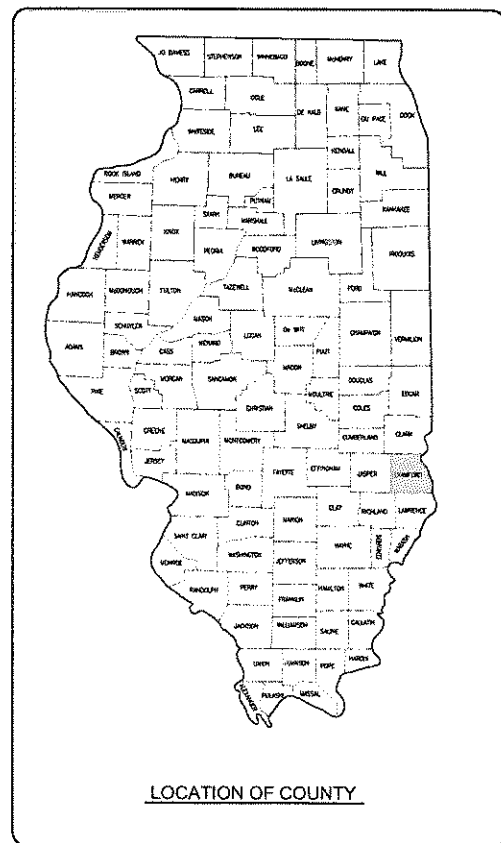 JO DAVIESS STEPHENSON WINNEBAGO BOONE McHENRY LAKE
CARROLL OGLE DE KALB KANE COOK
DU PAGE
WHITESIDE LEE
KENDALL
ROCK ISLAND HENRY BUREAU LA SALLE GRUNDY WILL
MERCER PUTNAM KANKAKEE
STARK MARSHALL
HENDERSON WARREN KNOX PEORIA WOODFORD LIVINGSTON IROQUOIS
HANCOCK McDONOUGH FULTON TAZEWELL McCLEAN FORD
MASON
SCHUYLER LOGAN De WITT CHAMPAIGN VERMILION
ADAMS BROWN CASS MENARD PIATT
MACON
PIKE SCOTT MORGAN SANGAMON MOULTRIE DOUGLAS EDGAR
CHRISTIAN COLES
CALHOUN GREENE SHELBY
MACOUPIN MONTGOMERY CUMBERLAND CLARK
JERSEY
FAYETTE EFFINGHAM JASPER CRAWFORD
MADISON BOND
CLAY RICHLAND LAWRENCE
CLINTON MARION
SAINT CLAIR WAYNE EDWARDS WABASH
WASHINGTON JEFFERSON
MONROE
RANDOLPH PERRY HAMILTON WHITE
FRANKLIN
JACKSON WILLIAMSON SALINE GALLATIN
UNION JOHNSON POPE HARDIN
ALEXANDER PULASKI MASSAC
LOCATION OF COUNTY